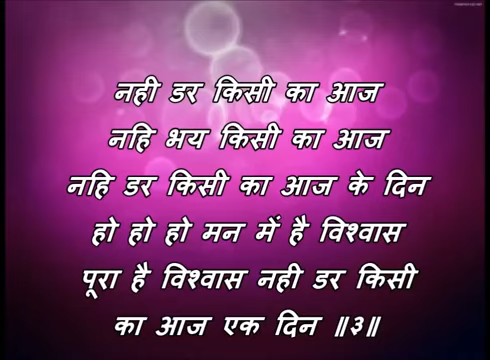 नही डर किसी का आज
नहि भय किसी का आज
नहि डर किसी का आज के दिन
हो हो हो मन में है विश्वास
पूरा है विश्वास नही डर किसी
का आज एक दिन ॥३॥